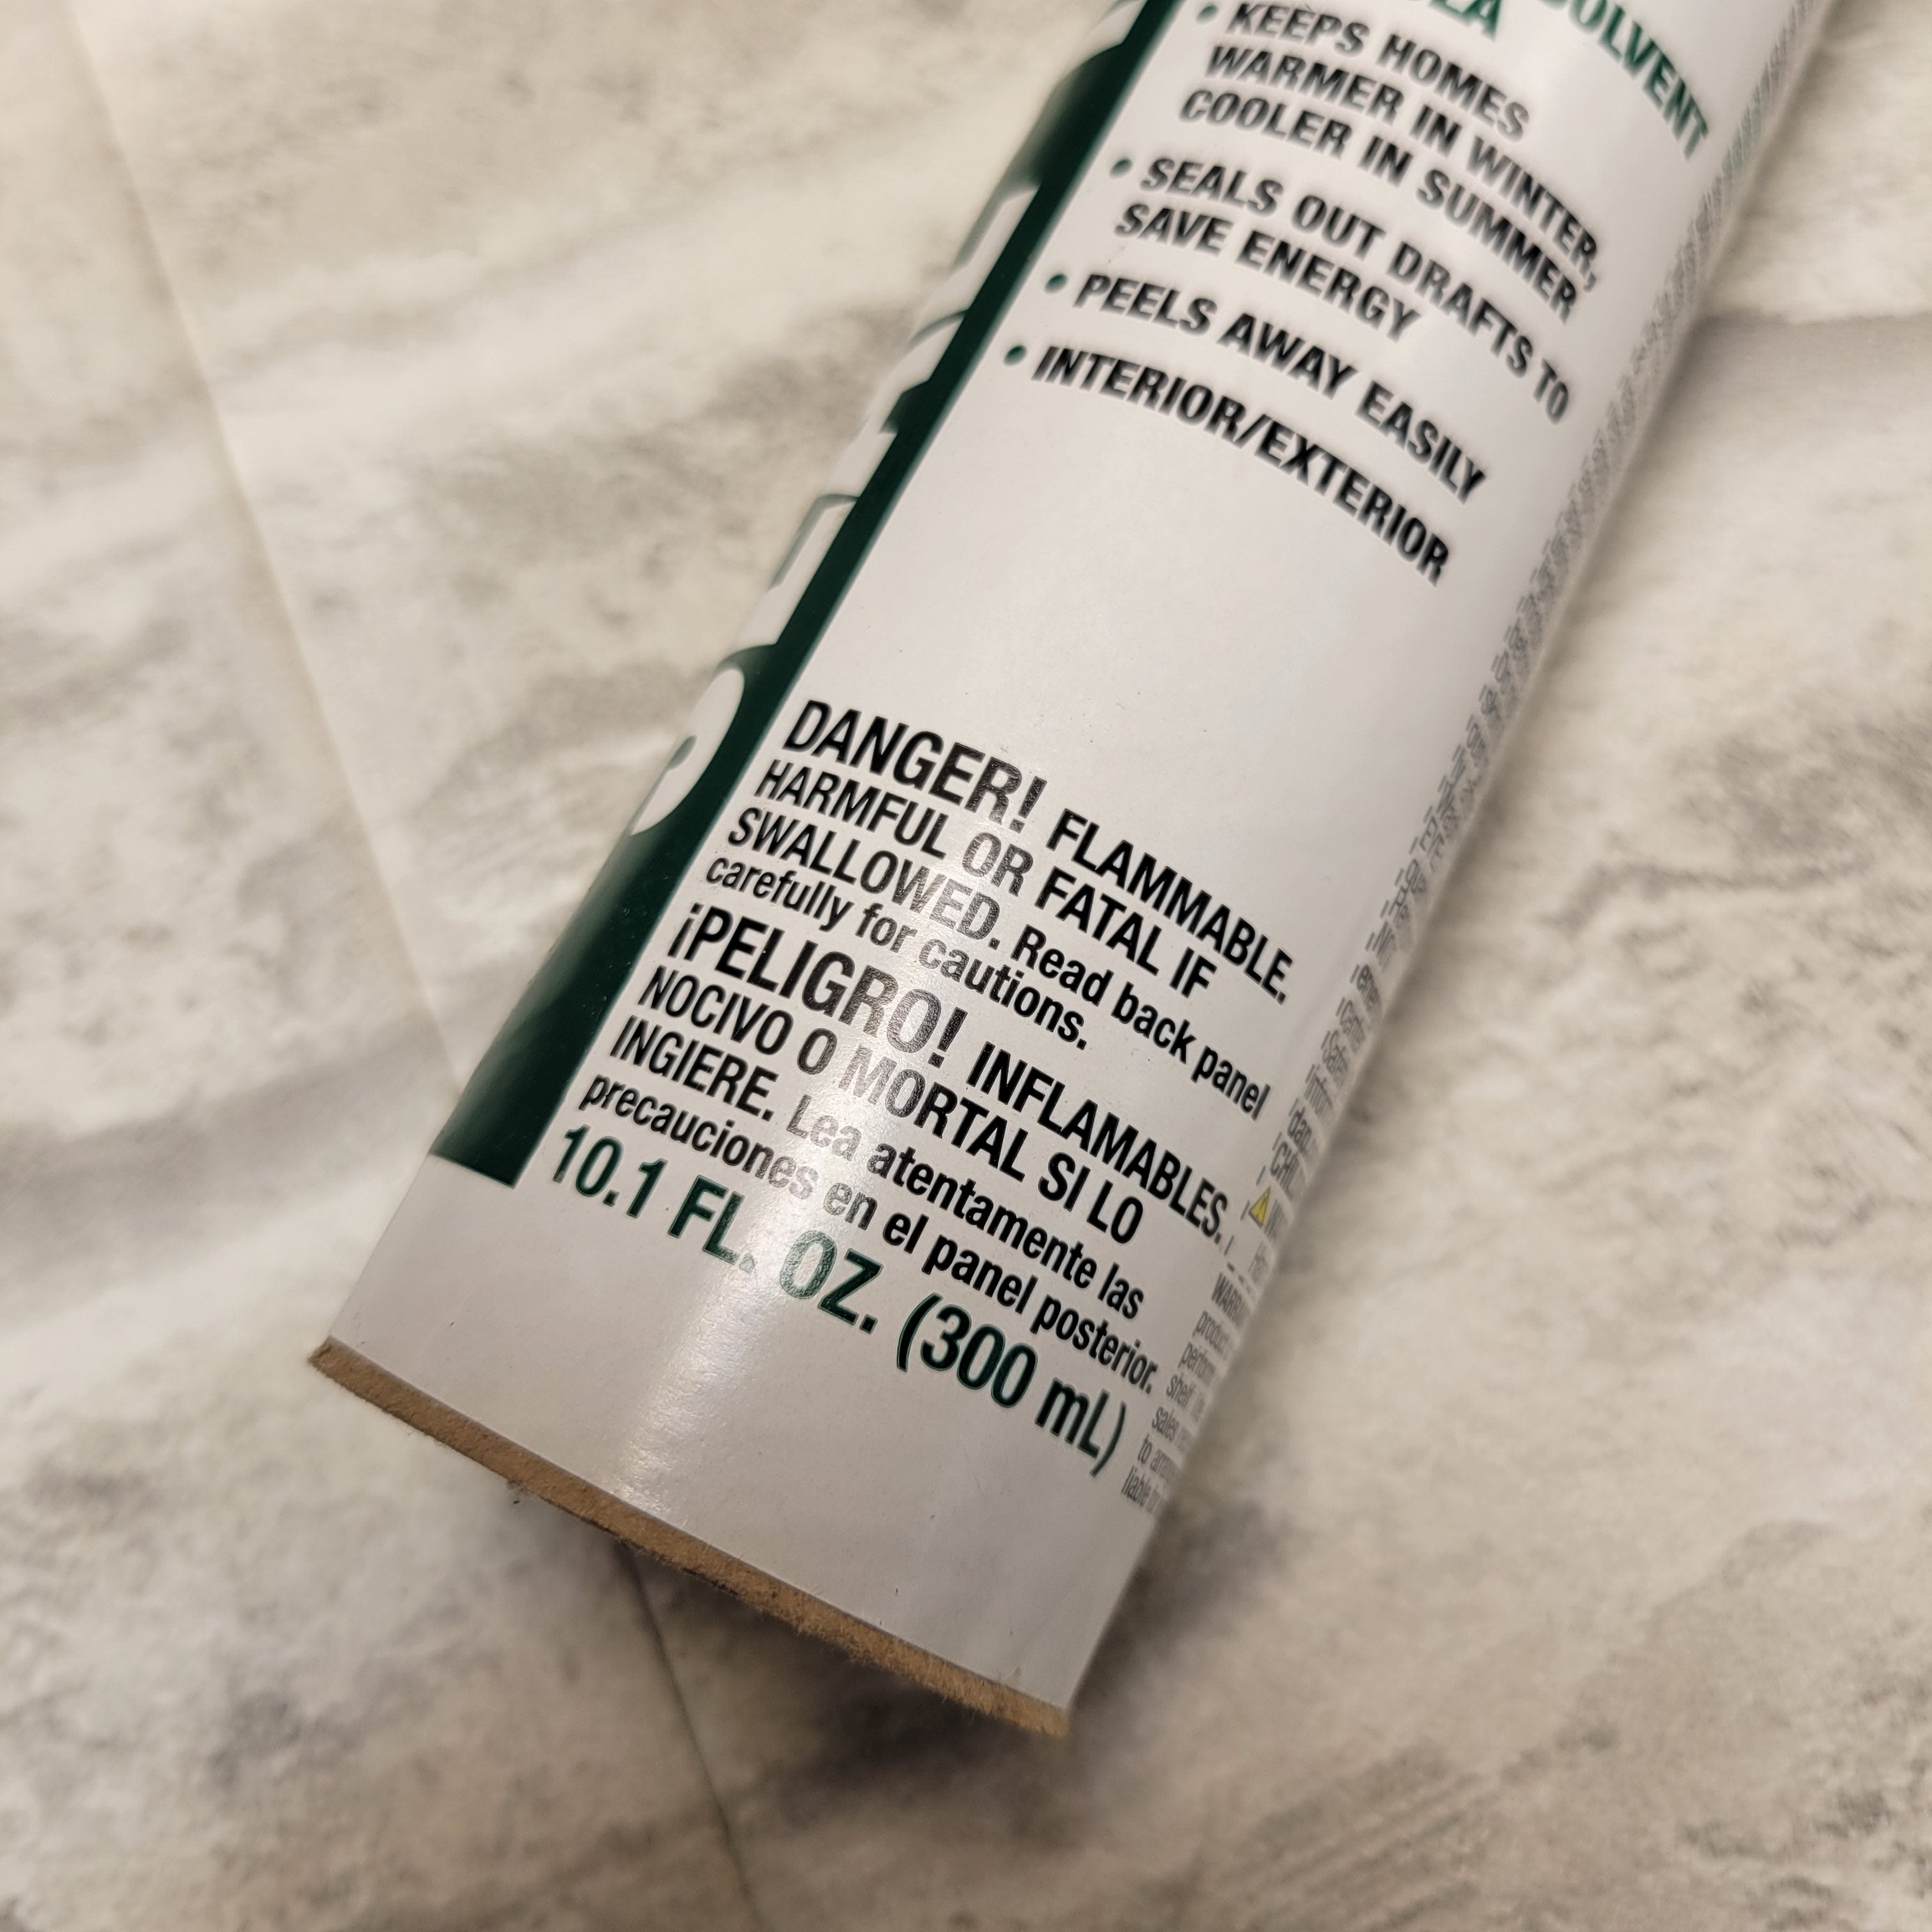 SOLVENT
• KEEPS HOMES
WARMER IN WINTER,
COOLER IN SUMMER
• SEALS OUT DRAFTS TO
SAVE ENERGY
• PEELS AWAY EASILY
• INTERIOR/EXTERIOR
DANGER! FLAMMABLE.
HARMFUL OR FATAL IF
SWALLOWED. Read back panel
carefully for cautions.
¡PELIGRO! INFLAMABLES.
NOCIVO O MORTAL SI LO
INGIERE. Lea atentamente las
precauciones en el panel posterior.
10.1 FL. OZ. (300 mL)